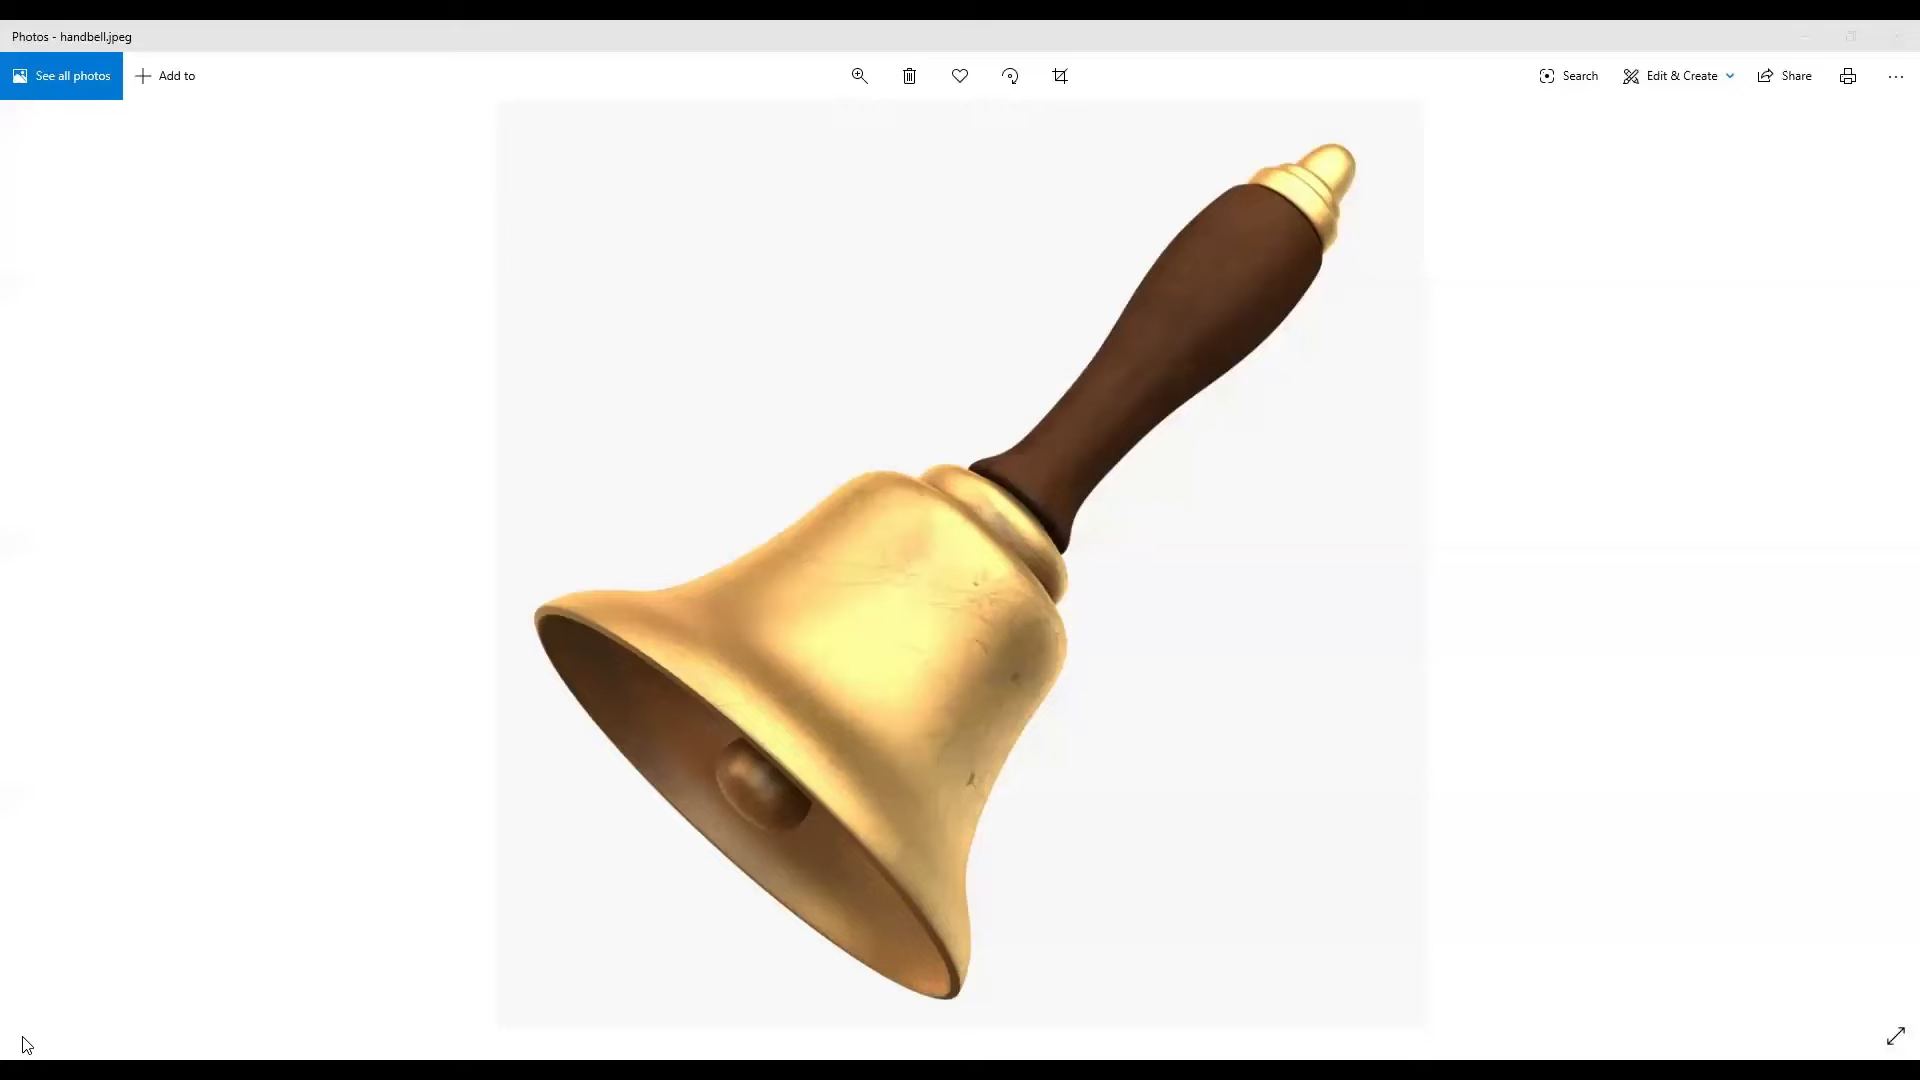 Photos - handbell.jpeg
See all photos
Add to
Search
Edit & Create
Share